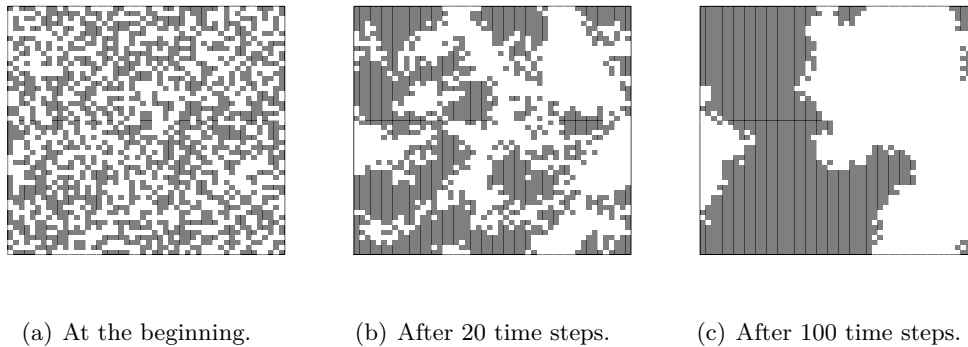 (a) At the beginning.
(b) After 20 time steps.
(c) After 100 time steps.